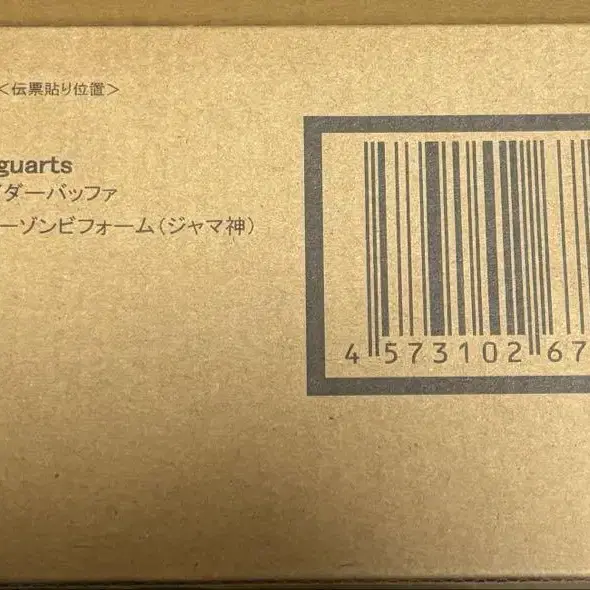 <伝票貼り位置>
guarts
ダーバッファ
ーゾンビフォーム(ジャマ神)
4 573102 67